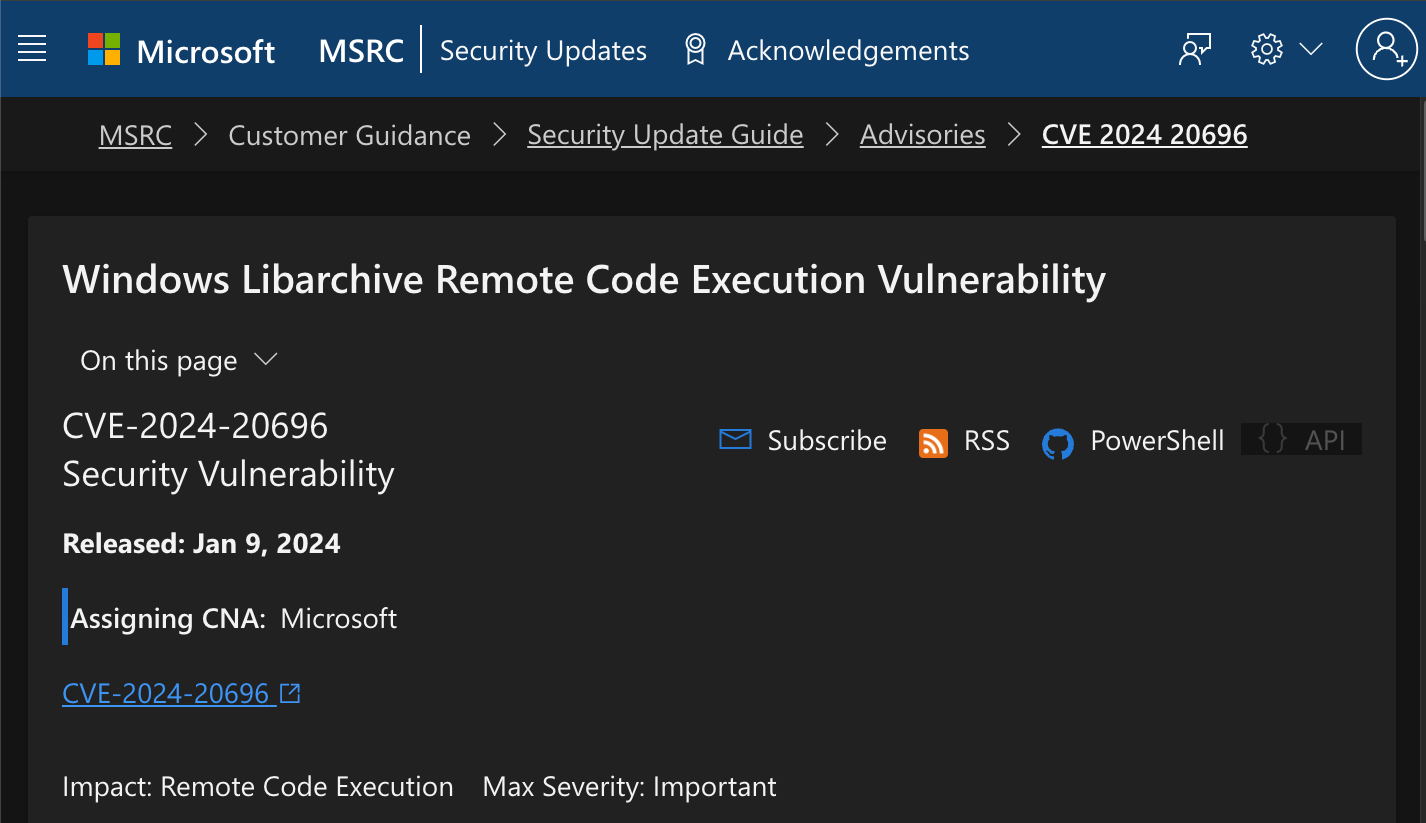 Microsoft MSRC Security Updates Acknowledgements
MSRC Customer Guidance Security Update Guide Advisories CVE 2024 20696
Windows Libarchive Remote Code Execution Vulnerability
On this page
CVE-2024-20696
Security Vulnerability
Subscribe RSS PowerShell {} API
Released: Jan 9, 2024
Assigning CNA: Microsoft
CVE-2024-20696
Impact: Remote Code Execution Max Severity: Important